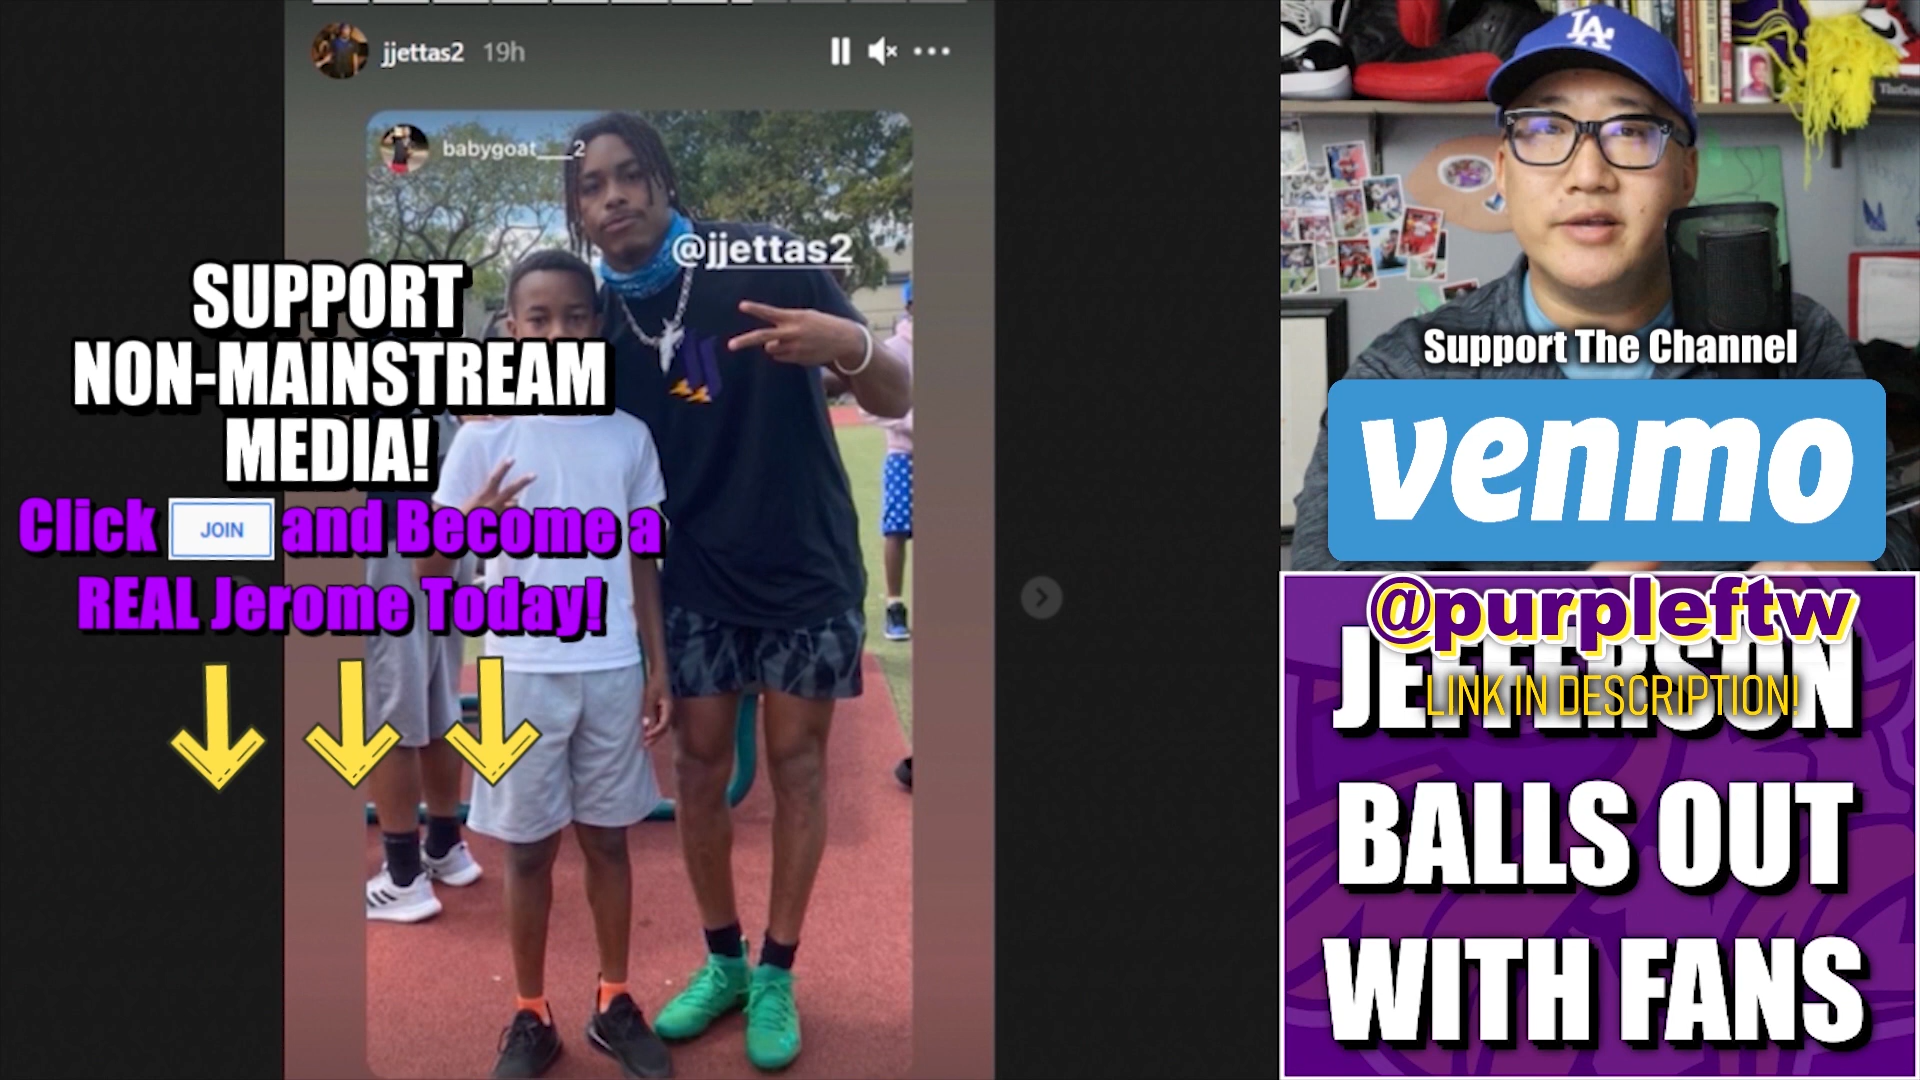 jjettas2 19h
babygoat___2
@jjettas2
SUPPORT
NON-MAINSTREAM
MEDIA!
Click JOIN and Become a
REAL Jerome Today!
LA
Support The Channel
venmo
@purpleftw
JEFFERSON
LINK IN DESCRIPTION!
BALLS OUT
WITH FANS